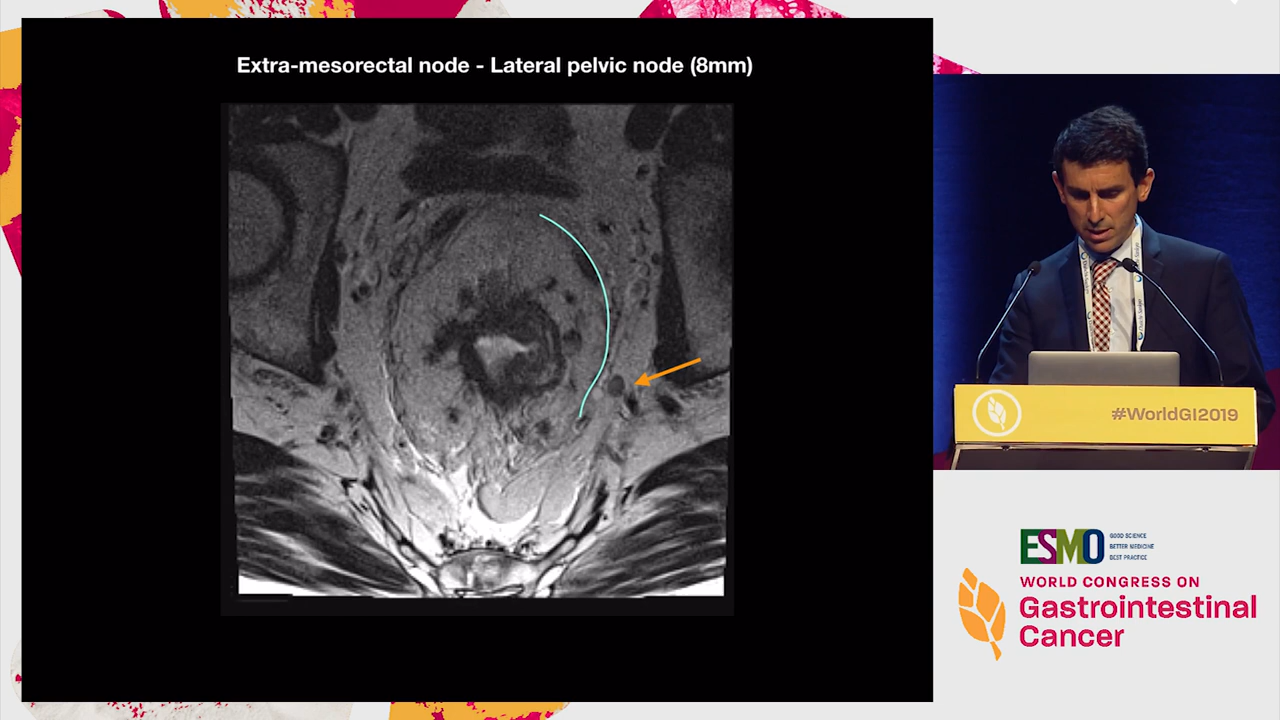 Extra-mesorectal node - Lateral pelvic node (8mm)
#WorldGI2019
ESMO
GOOD SCIENCE
BETTER MEDICINE
BEST PRACTICE
WORLD CONGRESS ON
Gastrointestinal
Cancer